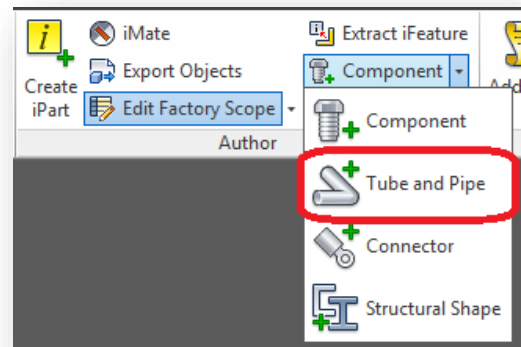 Create
iPart
iMate
Export Objects
Edit Factory Scope
Extract iFeature
Component
Author
Component
Tube and Pipe
Connector
Structural Shape